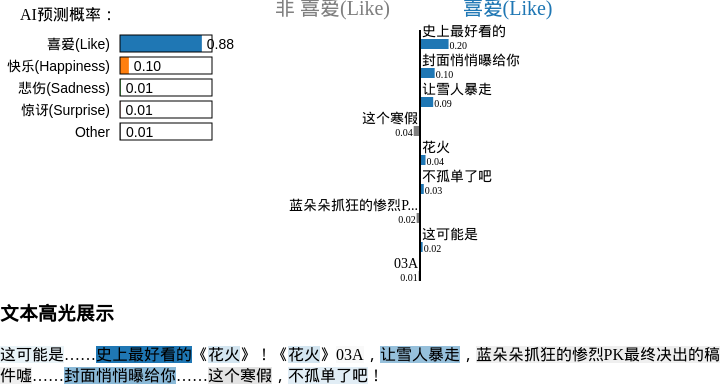 AI预测概率：
喜爱(Like) 0.88
快乐(Happiness) 0.10
悲伤(Sadness) 0.01
惊讶(Surprise) 0.01
Other 0.01
非 喜爱(Like) 喜爱(Like)
史上最好看的
0.20
封面悄悄曝给你
0.10
让雪人暴走
0.09
这个寒假
0.04
花火
0.04
不孤单了吧
0.03
蓝朵朵抓狂的惨烈P...
0.02
这可能是
0.02
03A
0.01
文本高光展示
这可能是……史上最好看的《花火》！《花火》03A，让雪人暴走，蓝朵朵抓狂的惨烈PK最终决出的稿
件嘘……封面悄悄曝给你……这个寒假，不孤单了吧！